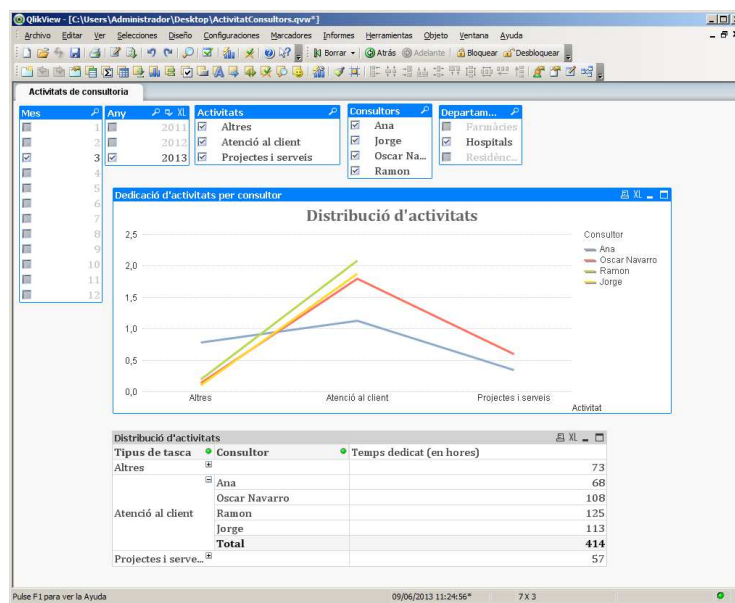 QlikView - [C:\Users\Administrador\Desktop\ActivitatConsultors.qvw*]
Archivo Editar Ver Selecciones Diseño Configuraciones Marcadores Informes Herramientas Objeto Ventana Ayuda
Borrar Atrás Adelante Bloquear Desbloquear
Activitats de consultoria
Mes
1
2
3
4
5
6
7
8
9
10
11
12
Any XL
2011
2012
2013
Activitats
Altres
Atenció al client
Projectes i serveis
Consultors
Ana
Jorge
Oscar Na...
Ramon
Departam...
Farmàcies
Hospitals
Residènc...
Dedicació d'activitats per consultor XL
Distribució d'activitats
2,5
2,0
1,5
1,0
0,5
0,0
Altres Atenció al client Projectes i serveis
Activitat
Consultor
Ana
Oscar Navarro
Ramon
Jorge
Distribució d'activitats XL
Tipus de tasca Consultor Temps dedicat (en hores)
Altres 73
Atenció al client
Ana 68
Oscar Navarro 108
Ramon 125
Jorge 113
Total 414
Projectes i serve... 57
Pulse F1 para ver la Ayuda 09/06/2013 11:24:56* 7 X 3